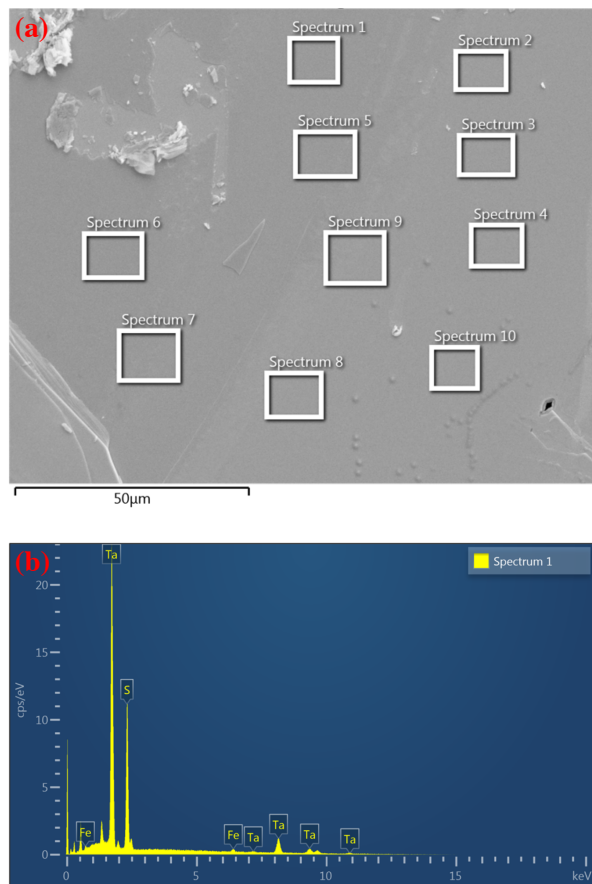 (a)
Spectrum 1
Spectrum 2
Spectrum 5
Spectrum 3
Spectrum 6
Spectrum 9
Spectrum 4
Spectrum 7
Spectrum 8
Spectrum 10
50µm
(b)
Ta
Spectrum 1
20
15
S
cps/eV
10
5
Fe
Fe
Ta
Ta
Ta
Ta
0
0
5
10
15
keV